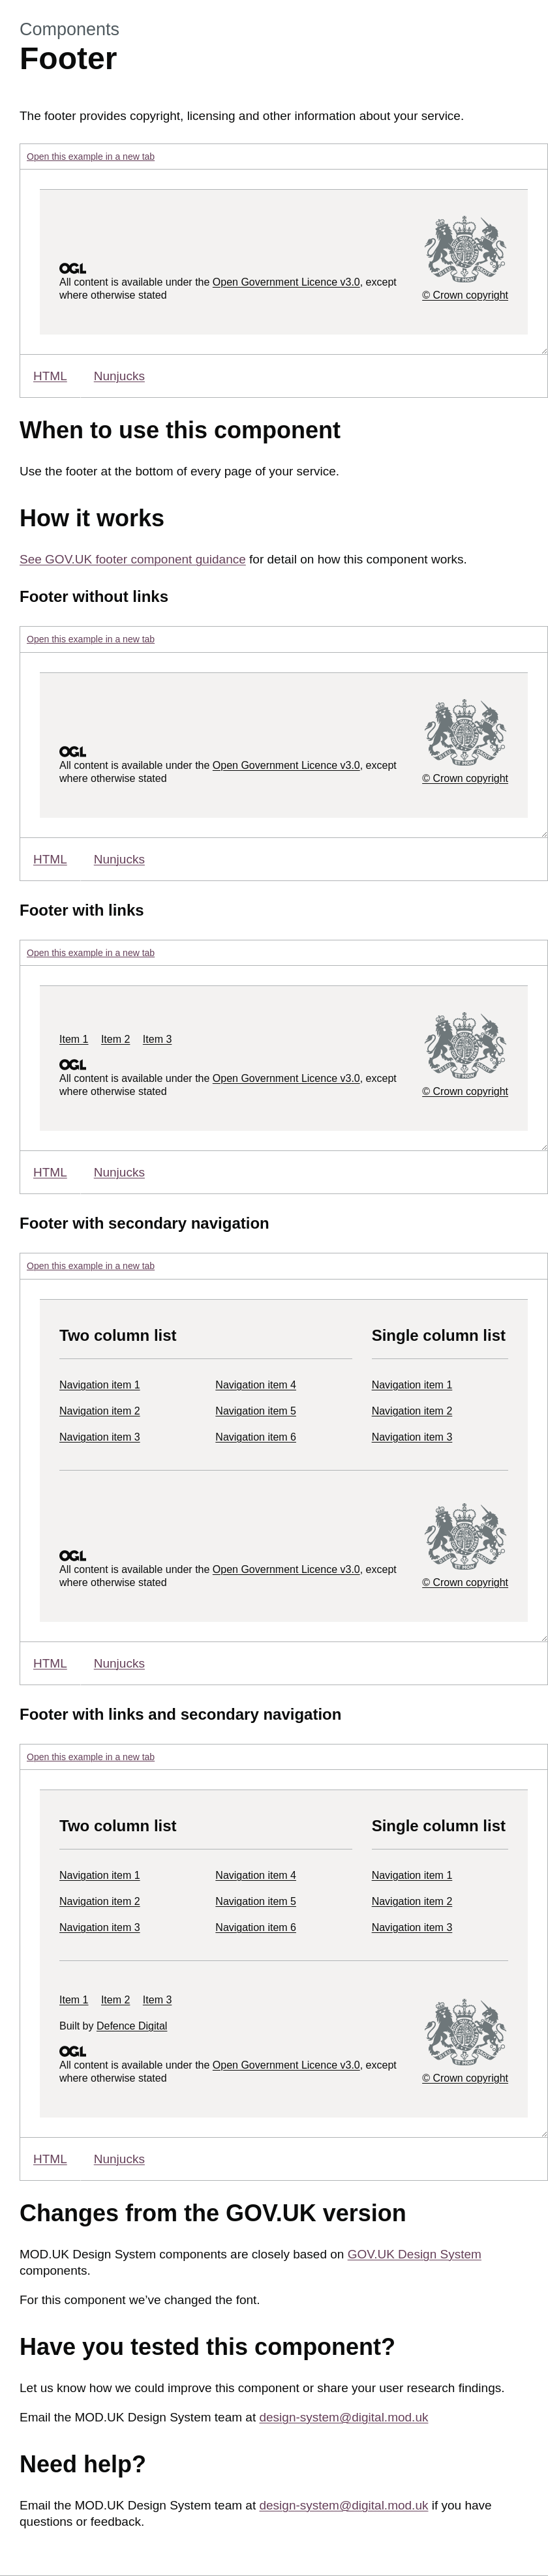 Components
Footer
The footer provides copyright, licensing and other information about your service.
Open this example in a new tab
OGL
All content is available under the Open Government Licence v3.0, except
where otherwise stated
© Crown copyright
HTML Nunjucks
When to use this component
Use the footer at the bottom of every page of your service.
How it works
See GOV.UK footer component guidance for detail on how this component works.
Footer without links
Open this example in a new tab
OGL
All content is available under the Open Government Licence v3.0, except
where otherwise stated
© Crown copyright
HTML Nunjucks
Footer with links
Open this example in a new tab
Item 1 Item 2 Item 3
OGL
All content is available under the Open Government Licence v3.0, except
where otherwise stated
© Crown copyright
HTML Nunjucks
Footer with secondary navigation
Open this example in a new tab
Two column list
Navigation item 1 Navigation item 4
Navigation item 2 Navigation item 5
Navigation item 3 Navigation item 6
Single column list
Navigation item 1
Navigation item 2
Navigation item 3
OGL
All content is available under the Open Government Licence v3.0, except
where otherwise stated
© Crown copyright
HTML Nunjucks
Footer with links and secondary navigation
Open this example in a new tab
Two column list
Navigation item 1 Navigation item 4
Navigation item 2 Navigation item 5
Navigation item 3 Navigation item 6
Single column list
Navigation item 1
Navigation item 2
Navigation item 3
Item 1 Item 2 Item 3
Built by Defence Digital
OGL
All content is available under the Open Government Licence v3.0, except
where otherwise stated
© Crown copyright
HTML Nunjucks
Changes from the GOV.UK version
MOD.UK Design System components are closely based on GOV.UK Design System
components.
For this component we’ve changed the font.
Have you tested this component?
Let us know how we could improve this component or share your user research findings.
Email the MOD.UK Design System team at design-system@digital.mod.uk
Need help?
Email the MOD.UK Design System team at design-system@digital.mod.uk if you have
questions or feedback.